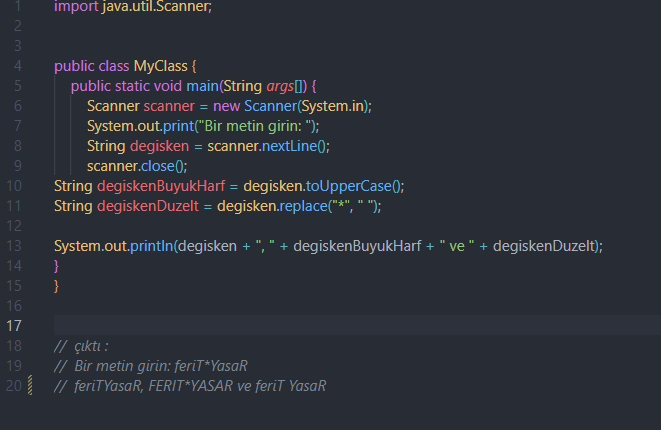 1 import java.util.Scanner;
2
3
4 public class MyClass {
5 public static void main(String args[]) {
6 Scanner scanner = new Scanner(System.in);
7 System.out.print("Bir metin girin: ");
8 String degisken = scanner.nextLine();
9 scanner.close();
10 String degiskenBuyukHarf = degisken.toUpperCase();
11 String degiskenDuzelt = degisken.replace("*", " ");
12
13 System.out.println(degisken + ", " + degiskenBuyukHarf + " ve " + degiskenDuzelt);
14 }
15 }
16
17
18 // çıktı :
19 // Bir metin girin: feriT*YasaR
20 // feriTYasaR, FERIT*YASAR ve feriT YasaR